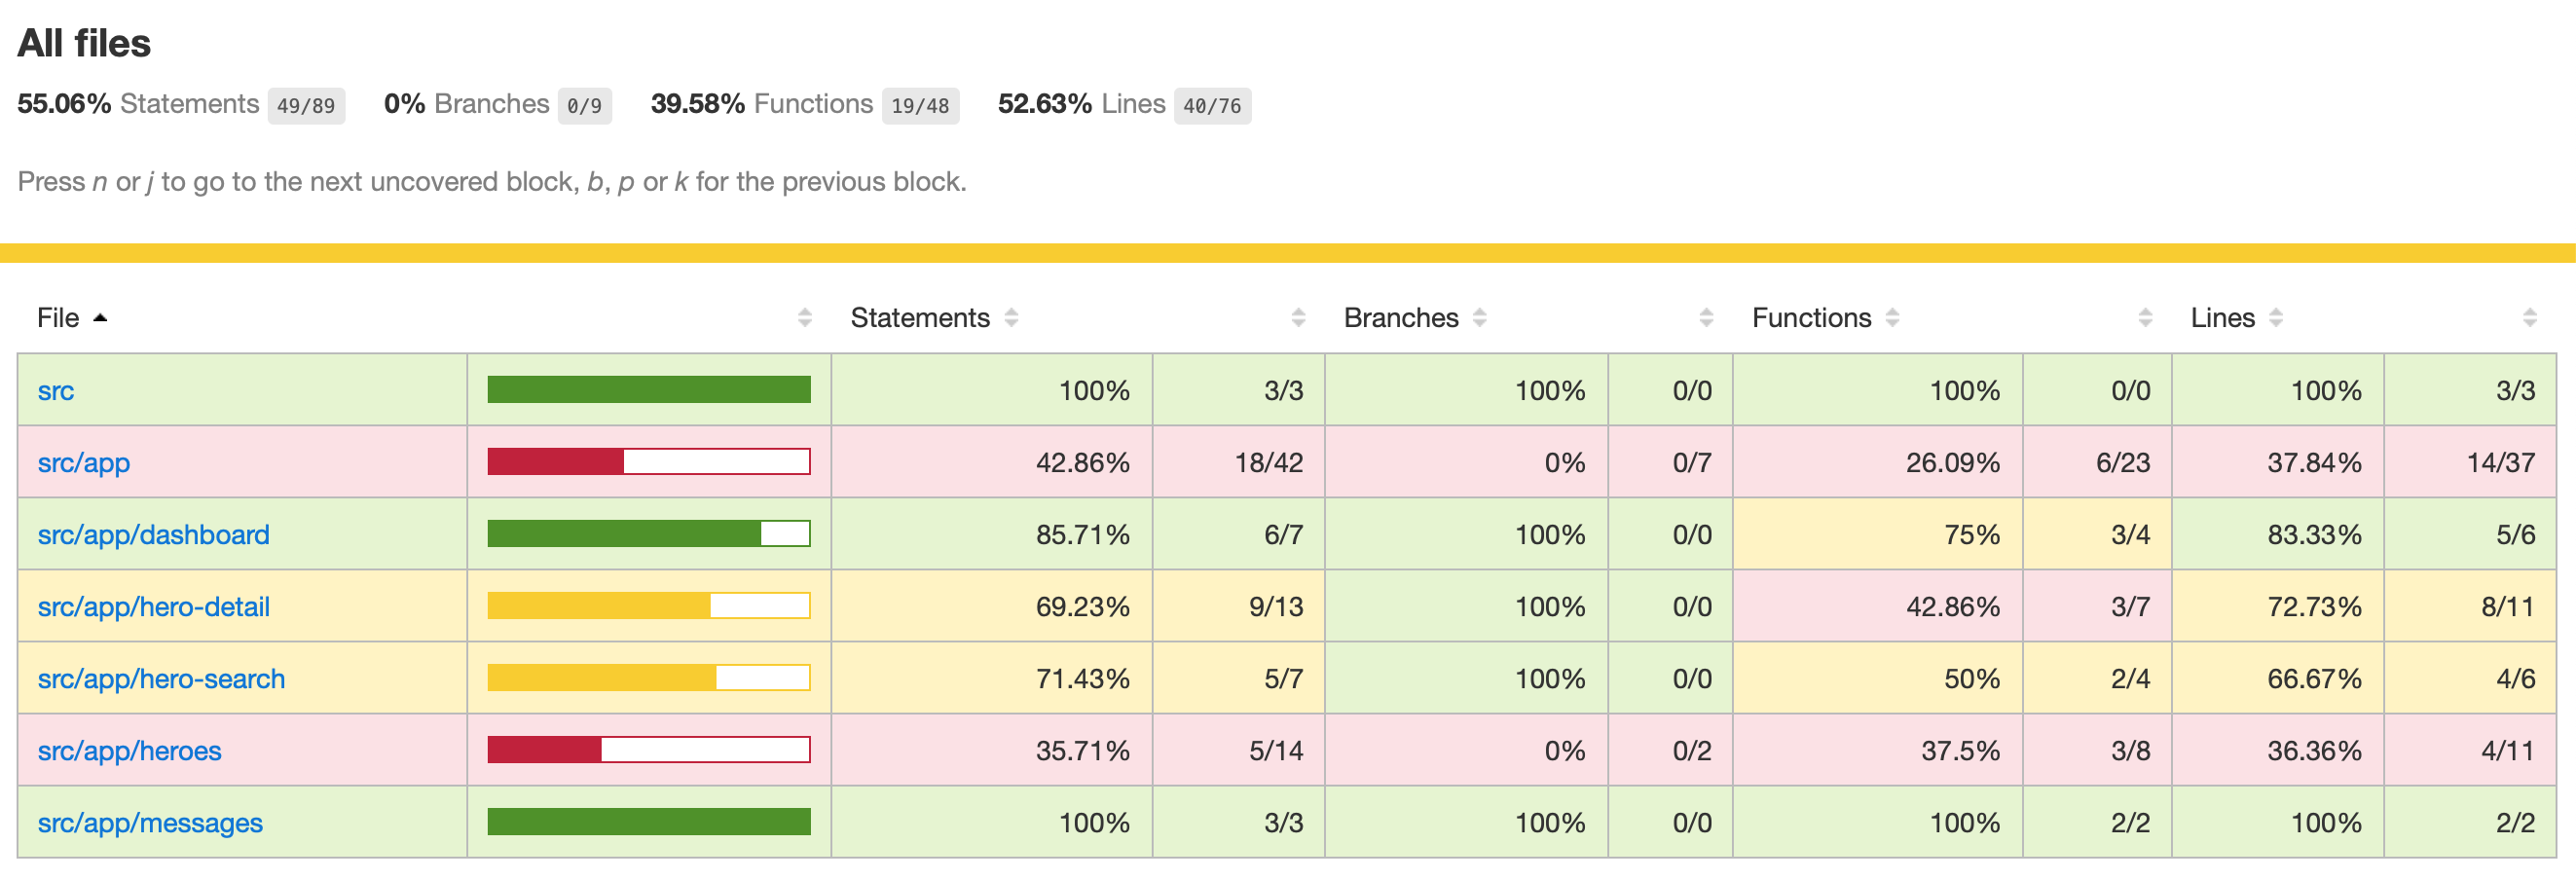 All files
55.06% Statements 49/89 0% Branches 0/9 39.58% Functions 19/48 52.63% Lines 40/76
Press n or j to go to the next uncovered block, b, p or k for the previous block.
File Statements Branches Functions Lines
src 100% 3/3 100% 0/0 100% 0/0 100% 3/3
src/app 42.86% 18/42 0% 0/7 26.09% 6/23 37.84% 14/37
src/app/dashboard 85.71% 6/7 100% 0/0 75% 3/4 83.33% 5/6
src/app/hero-detail 69.23% 9/13 100% 0/0 42.86% 3/7 72.73% 8/11
src/app/hero-search 71.43% 5/7 100% 0/0 50% 2/4 66.67% 4/6
src/app/heroes 35.71% 5/14 0% 0/2 37.5% 3/8 36.36% 4/11
src/app/messages 100% 3/3 100% 0/0 100% 2/2 100% 2/2